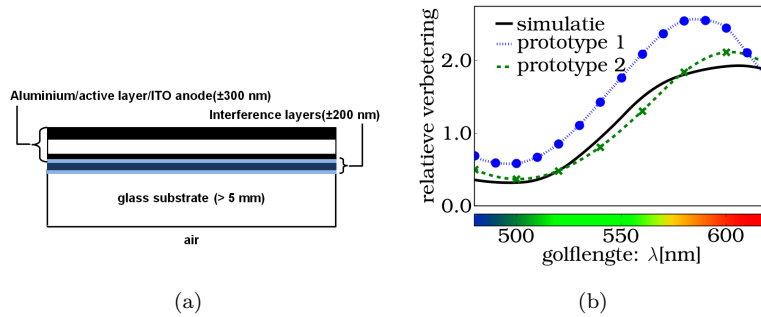 Aluminium/active layer/ITO anode(±300 nm)
Interference layers(±200 nm)
glass substrate (> 5 mm)
air
(a)
simulatie
prototype 1
prototype 2
relatieve verbetering
2.0
1.0
0.0
500
550
600
golflengte: λ[nm]
(b)